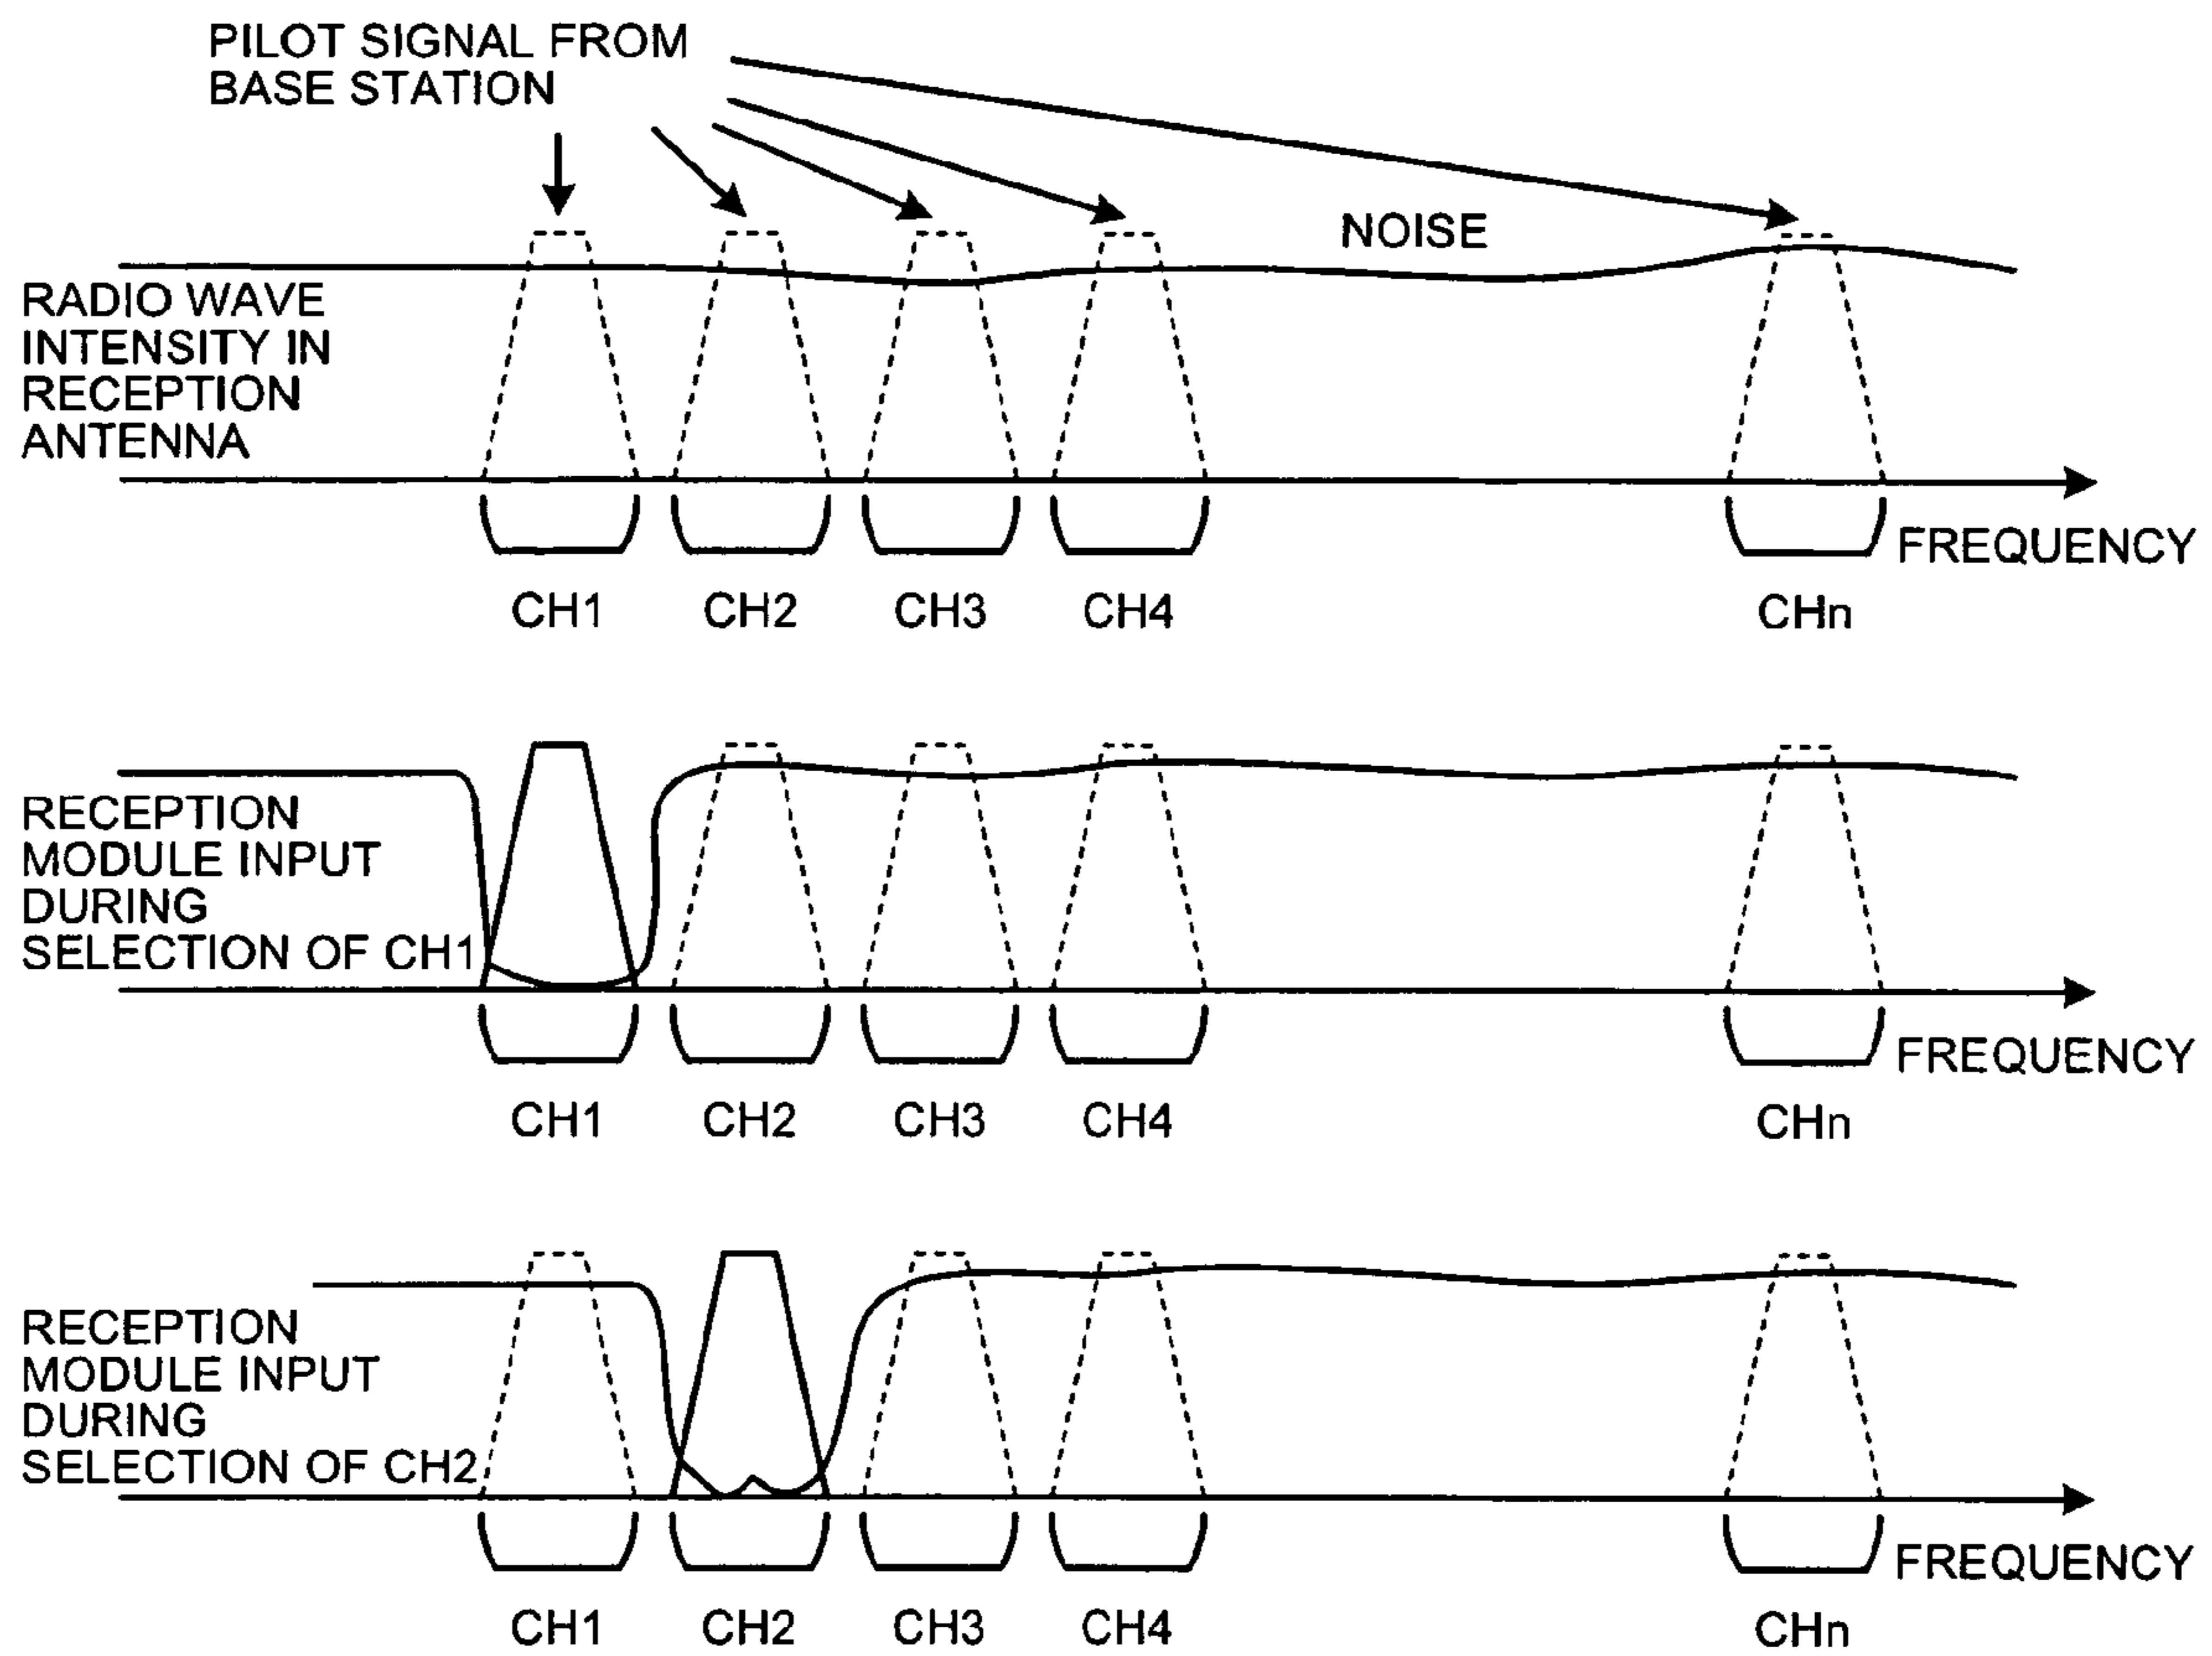 PILOT SIGNAL FROM
BASE STATION
NOISE
RADIO WAVE
INTENSITY IN
RECEPTION
ANTENNA
FREQUENCY
CH1 CH2 CH3 CH4 CHn
RECEPTION
MODULE INPUT
DURING
SELECTION OF CH1
FREQUENCY
CH1 CH2 CH3 CH4 CHn
RECEPTION
MODULE INPUT
DURING
SELECTION OF CH2
FREQUENCY
CH1 CH2 CH3 CH4 CHn